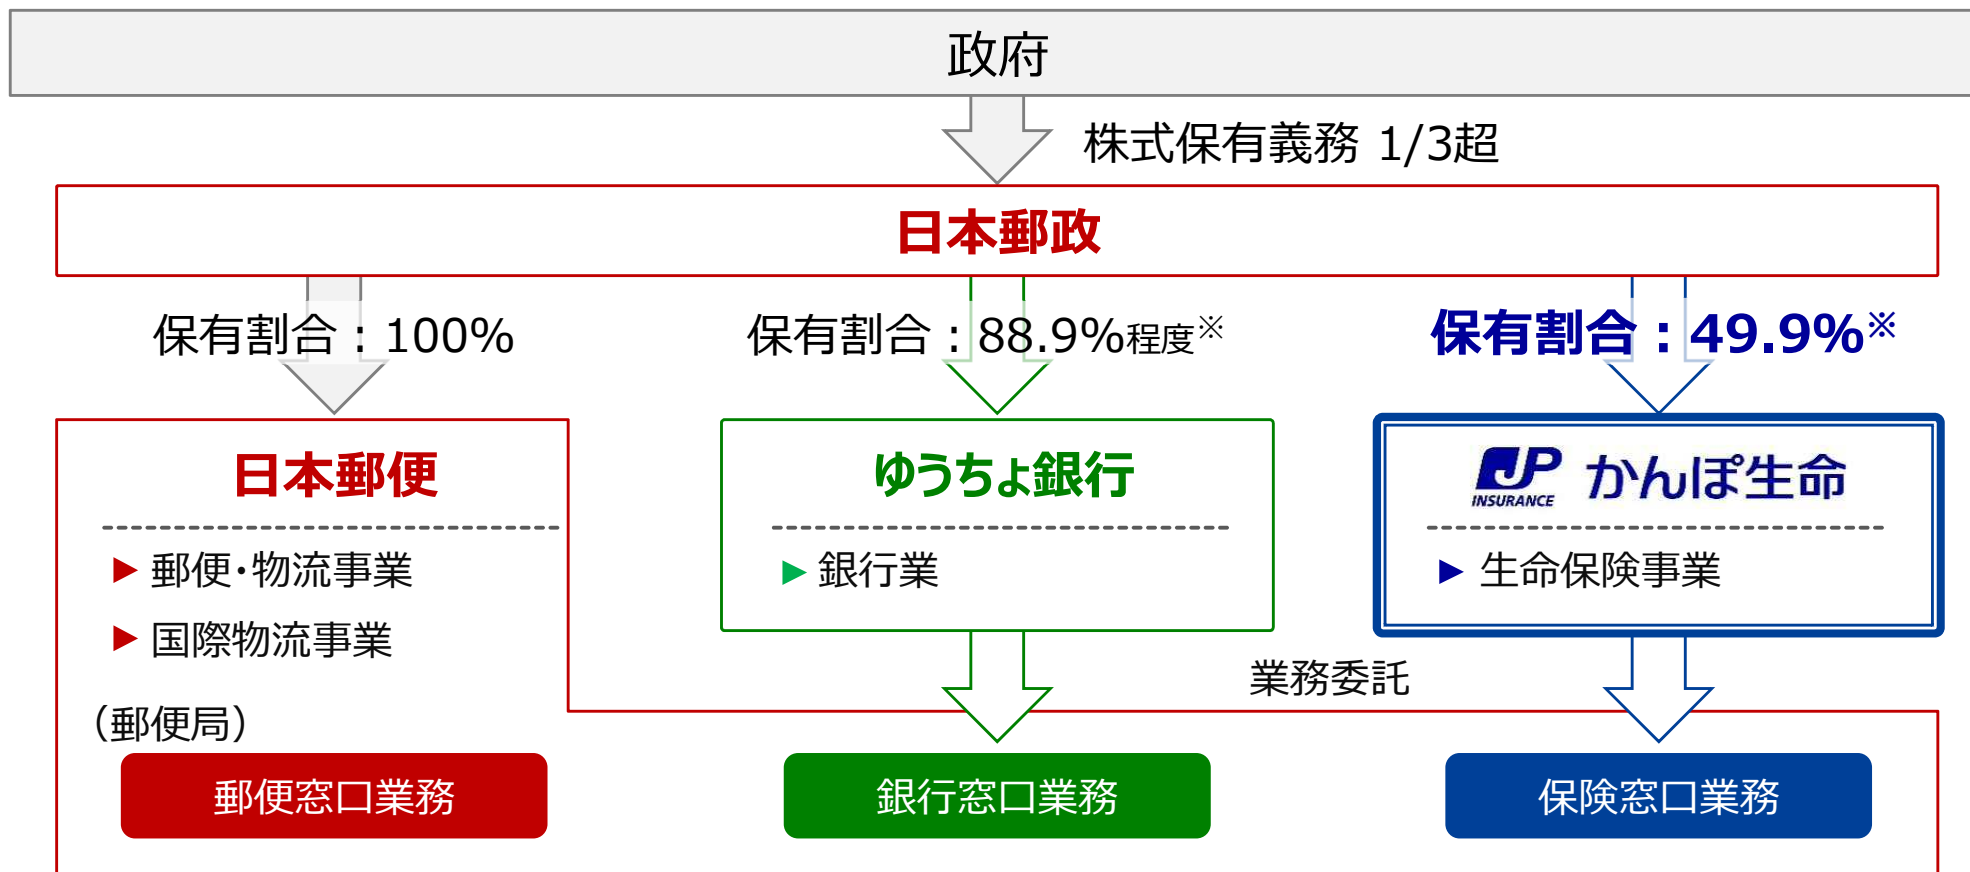 政府
株式保有義務 1/3超
日本郵政
保有割合：100%
保有割合：88.9%程度※
保有割合：49.9%※
日本郵便
郵便・物流事業
国際物流事業
ゆうちょ銀行
銀行業
JP INSURANCE かんぽ生命
生命保険事業
業務委託
（郵便局）
郵便窓口業務
銀行窓口業務
保険窓口業務